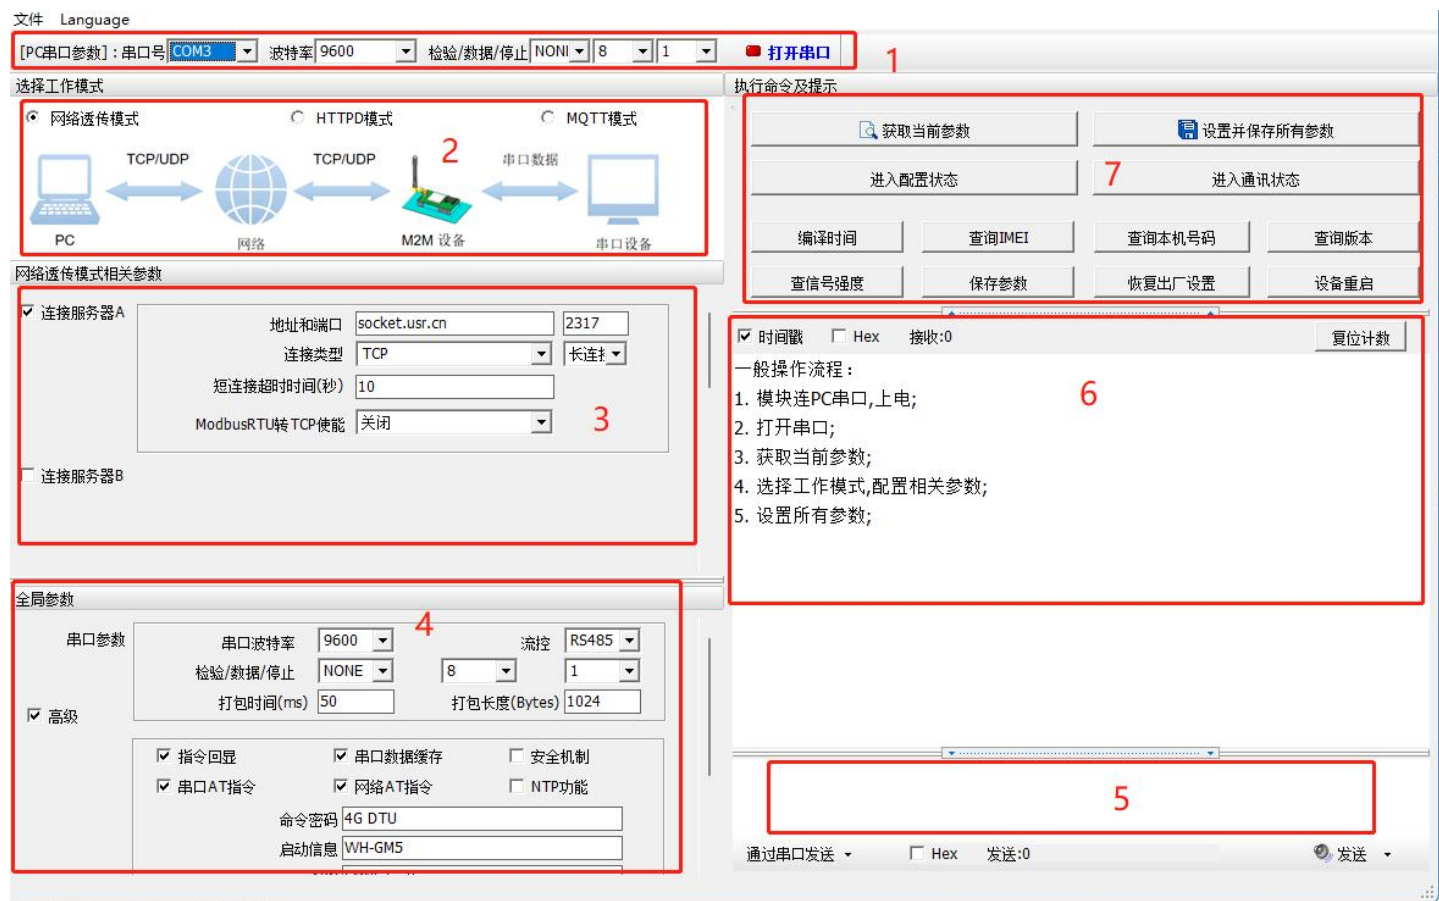 文件 Language
[PC串口参数]：串口号 COM3 波特率 9600 检验/数据/停止 NONI 8 1 打开串口 1
选择工作模式
网络透传模式 HTTPD模式 MQTT模式
TCP/UDP TCP/UDP 2 串口数据
PC 网络 M2M 设备 串口设备
网络透传模式相关参数
连接服务器A
地址和端口 socket.usr.cn 2317
连接类型 TCP 长连接
短连接超时时间(秒) 10
ModbusRTU转TCP使能 关闭 3
连接服务器B
全局参数
4
串口参数 串口波特率 9600 流控 RS485
检验/数据/停止 NONE 8 1
打包时间(ms) 50 打包长度(Bytes) 1024
高级
指令回显 串口数据缓存 安全机制
串口AT指令 网络AT指令 NTP功能
命令密码 4G DTU
启动信息 WH-GM5
执行命令及提示
获取当前参数 设置并保存所有参数
进入配置状态 7 进入通讯状态
编译时间 查询IMEI 查询本机号码 查询版本
查信号强度 保存参数 恢复出厂设置 设备重启
时间戳 Hex 接收:0 复位计数
一般操作流程：
1. 模块连PC串口,上电;
6
2. 打开串口;
3. 获取当前参数;
4. 选择工作模式,配置相关参数;
5. 设置所有参数;
5
通过串口发送 Hex 发送:0 发送